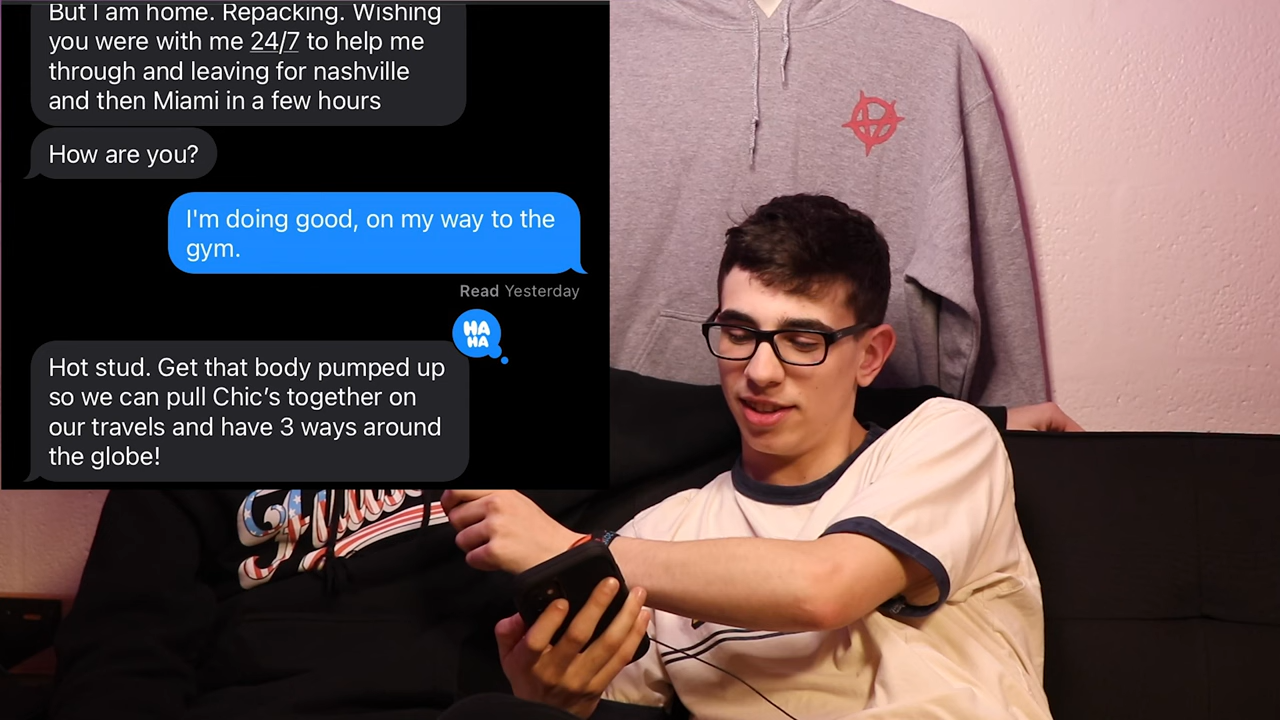 But I am home. Repacking. Wishing
you were with me 24/7 to help me
through and leaving for nashville
and then Miami in a few hours
How are you?
I'm doing good, on my way to the
gym.
Read Yesterday
HA
HA
Hot stud. Get that body pumped up
so we can pull Chic's together on
our travels and have 3 ways around
the globe!